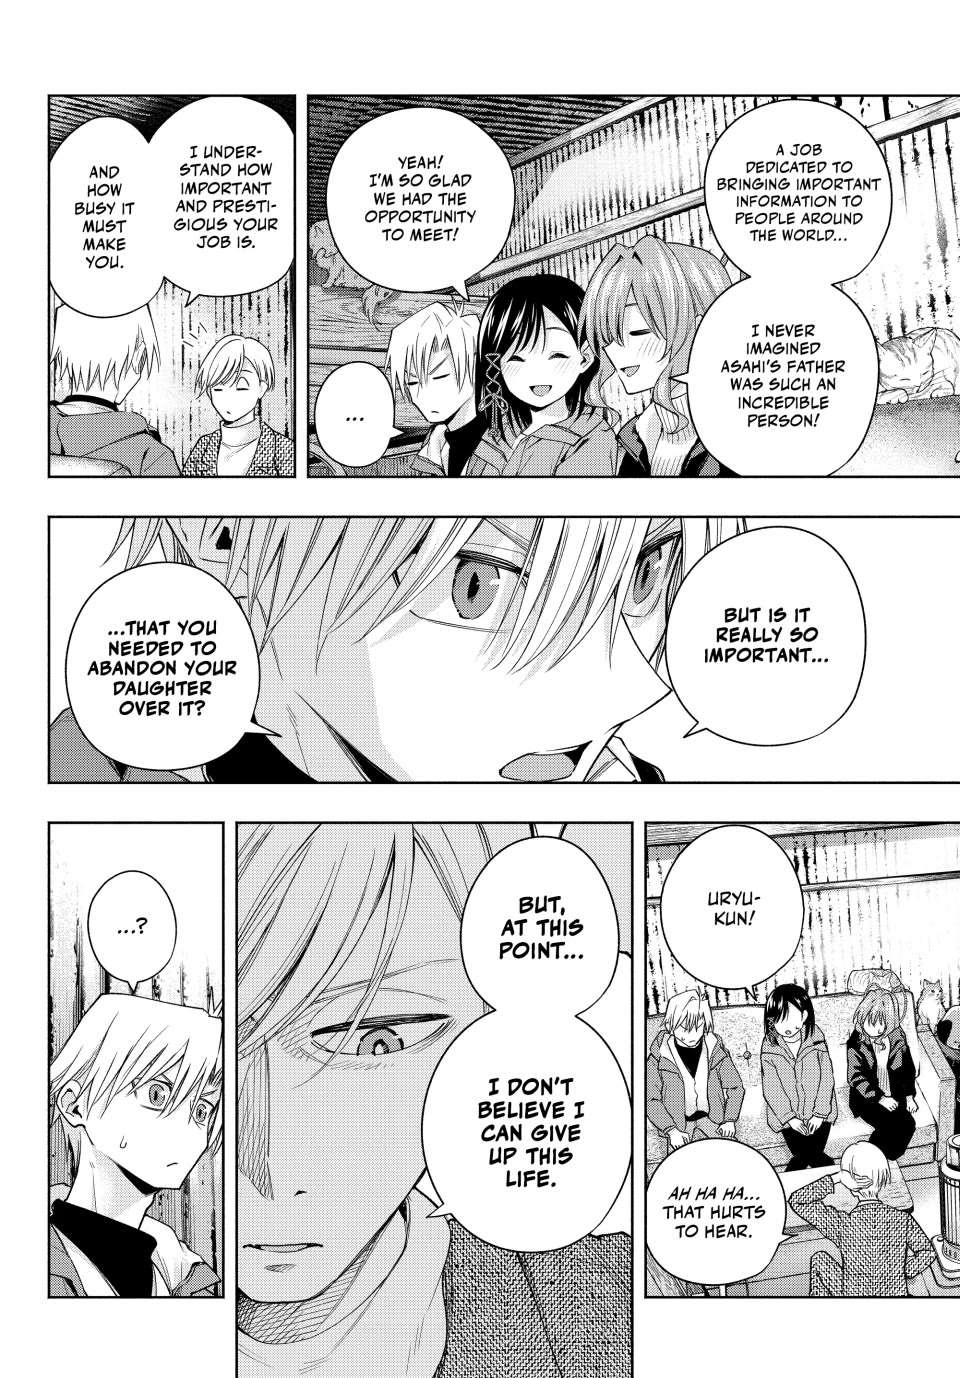 A JOB
DEDICATED TO
BRINGING IMPORTANT
INFORMATION TO
PEOPLE AROUND
THE WORLD...
I NEVER
IMAGINED
ASAHI'S FATHER
WAS SUCH AN
INCREDIBLE
PERSON!
YEAH!
I'M SO GLAD
WE HAD THE
OPPORTUNITY
TO MEET!
...
I UNDER-
STAND HOW
IMPORTANT
AND PRESTI-
GIOUS YOUR
JOB IS.
AND
HOW
BUSY IT
MUST
MAKE
YOU.
BUT IS IT
REALLY SO
IMPORTANT...
...THAT YOU
NEEDED TO
ABANDON YOUR
DAUGHTER
OVER IT?
URYU-
KUN!
AH HA HA...
THAT HURTS
TO HEAR.
BUT,
AT THIS
POINT...
I DON'T
BELIEVE I
CAN GIVE
UP THIS
LIFE.
...?